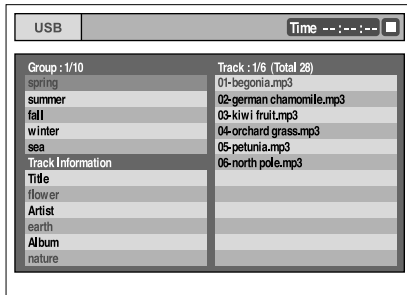 USB
Time --:--:--
Group : 1/10
spring
summer
fall
winter
sea
Track Information
Title
flower
Artist
earth
Album
nature
Track : 1/6 (Total 28)
01-begonia.mp3
02-german chamomile.mp3
03-kiwi fruit.mp3
04-orchard grass.mp3
05-petunia.mp3
06-north pole.mp3